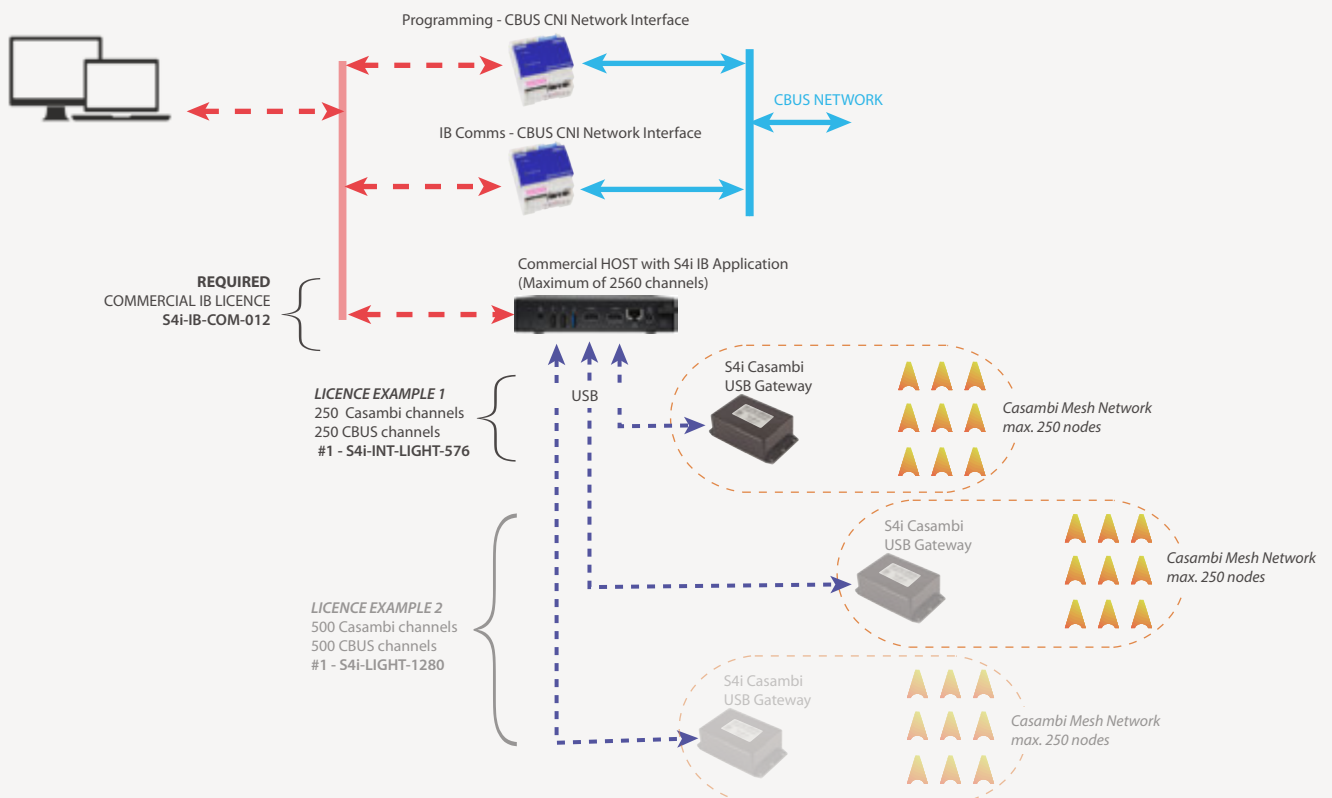 Programming - CBUS CNI Network Interface
CBUS NETWORK
IB Comms - CBUS CNI Network Interface
Commercial HOST with S4i IB Application
(Maximum of 2560 channels)
REQUIRED
COMMERCIAL IB LICENCE
S4i-IB-COM-012
LICENCE EXAMPLE 1
250 Casambi channels
250 CBUS channels
#1 - S4i-INT-LIGHT-576
USB
S4i Casambi
USB Gateway
Casambi Mesh Network
max. 250 nodes
S4i Casambi
USB Gateway
Casambi Mesh Network
max. 250 nodes
LICENCE EXAMPLE 2
500 Casambi channels
500 CBUS channels
#1 - S4i-LIGHT-1280
S4i Casambi
USB Gateway
Casambi Mesh Network
max. 250 nodes